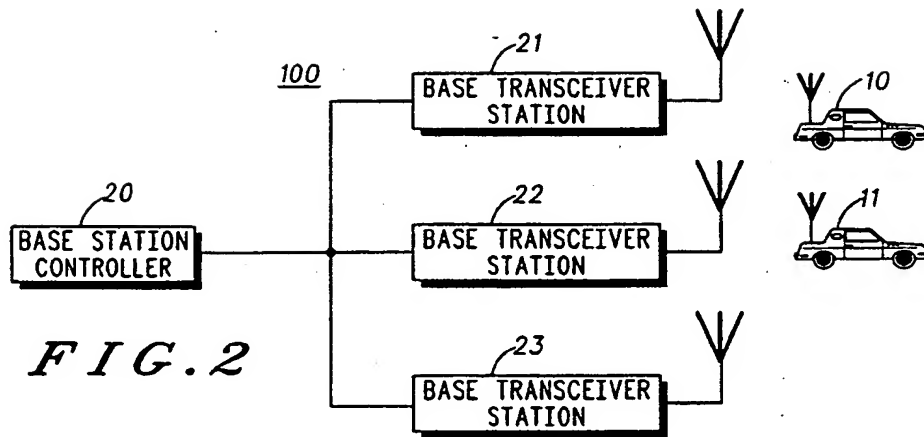 21
100
BASE TRANSCEIVER
STATION
10
20
22
11
BASE STATION
CONTROLLER
BASE TRANSCEIVER
STATION
FIG.2
23
BASE TRANSCEIVER
STATION